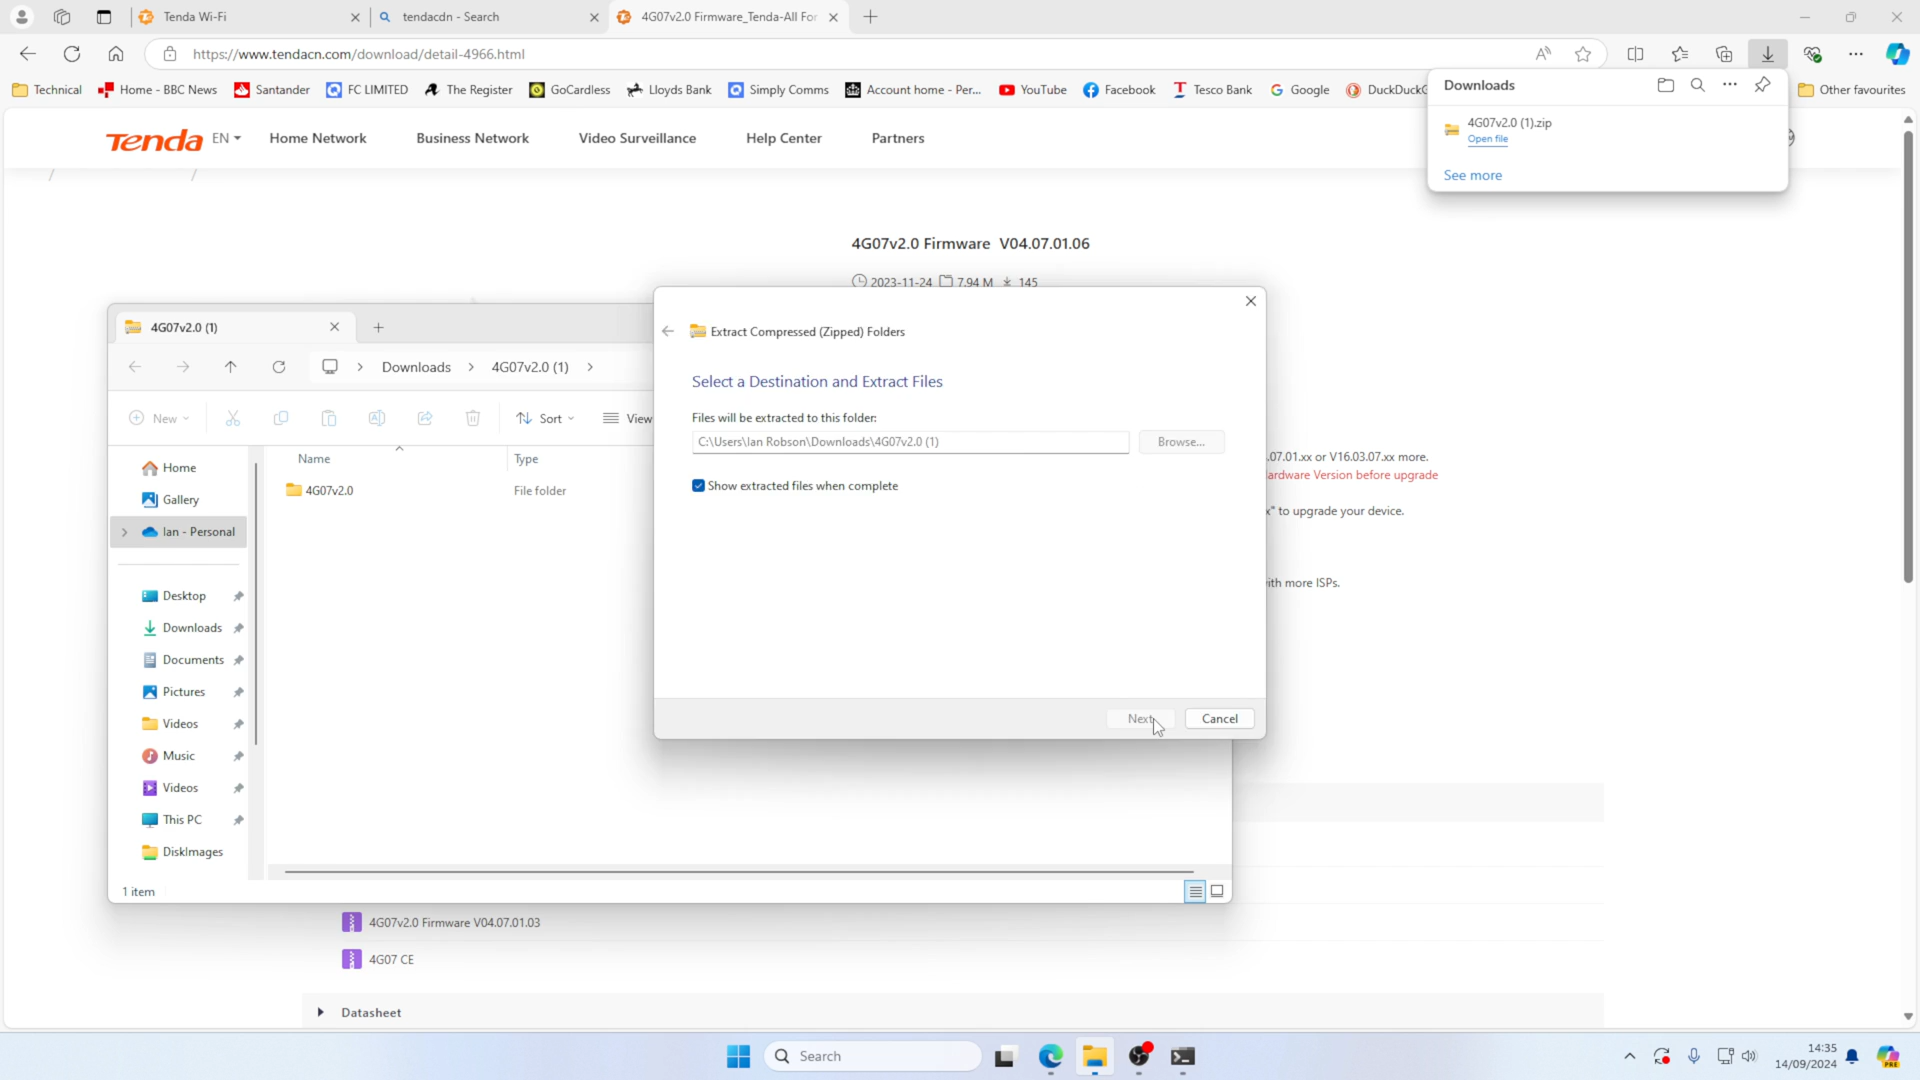 Tenda Wi-Fi
tendacdn - Search
4G07v2.0 Firmware_Tenda-All For
https://www.tendacn.com/download/detail-4966.html
Technical
Home - BBC News
Santander
FC LIMITED
The Register
GoCardless
Lloyds Bank
Simply Comms
Account home - Per...
YouTube
Facebook
Tesco Bank
Google
DuckDuckG
Other favourites
Downloads
4G07v2.0 (1).zip
Open file
See more
Tenda
EN
Home Network
Business Network
Video Surveillance
Help Center
Partners
4G07v2.0 Firmware V04.07.01.06
2023-11-24 7.94 M 145
4G07v2.0 (1)
Downloads > 4G07v2.0 (1) >
New
Sort
View
Name
Type
4G07v2.0
File folder
Home
Gallery
Ian - Personal
Desktop
Downloads
Documents
Pictures
Videos
Music
Videos
This PC
DiskImages
1 item
Extract Compressed (Zipped) Folders
Select a Destination and Extract Files
Files will be extracted to this folder:
C:\Users\Ian Robson\Downloads\4G07v2.0 (1)
Browse...
Show extracted files when complete
Next
Cancel
.07.01.xx or V16.03.07.xx more.
ardware Version before upgrade
x" to upgrade your device.
ith more ISPs.
4G07v2.0 Firmware V04.07.01.03
4G07 CE
Datasheet
Search
14:35
14/09/2024
PRE